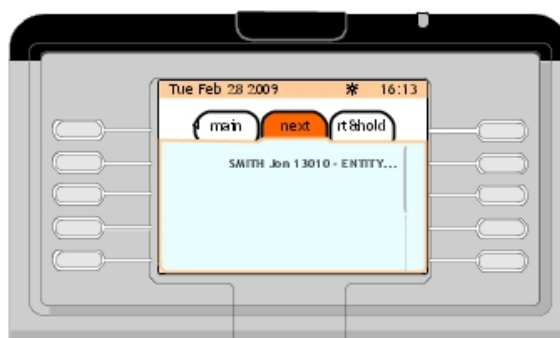 Tue Feb 28 2009 16:13
main next rt&hold
SMITH Jon 13010 - ENTITY...